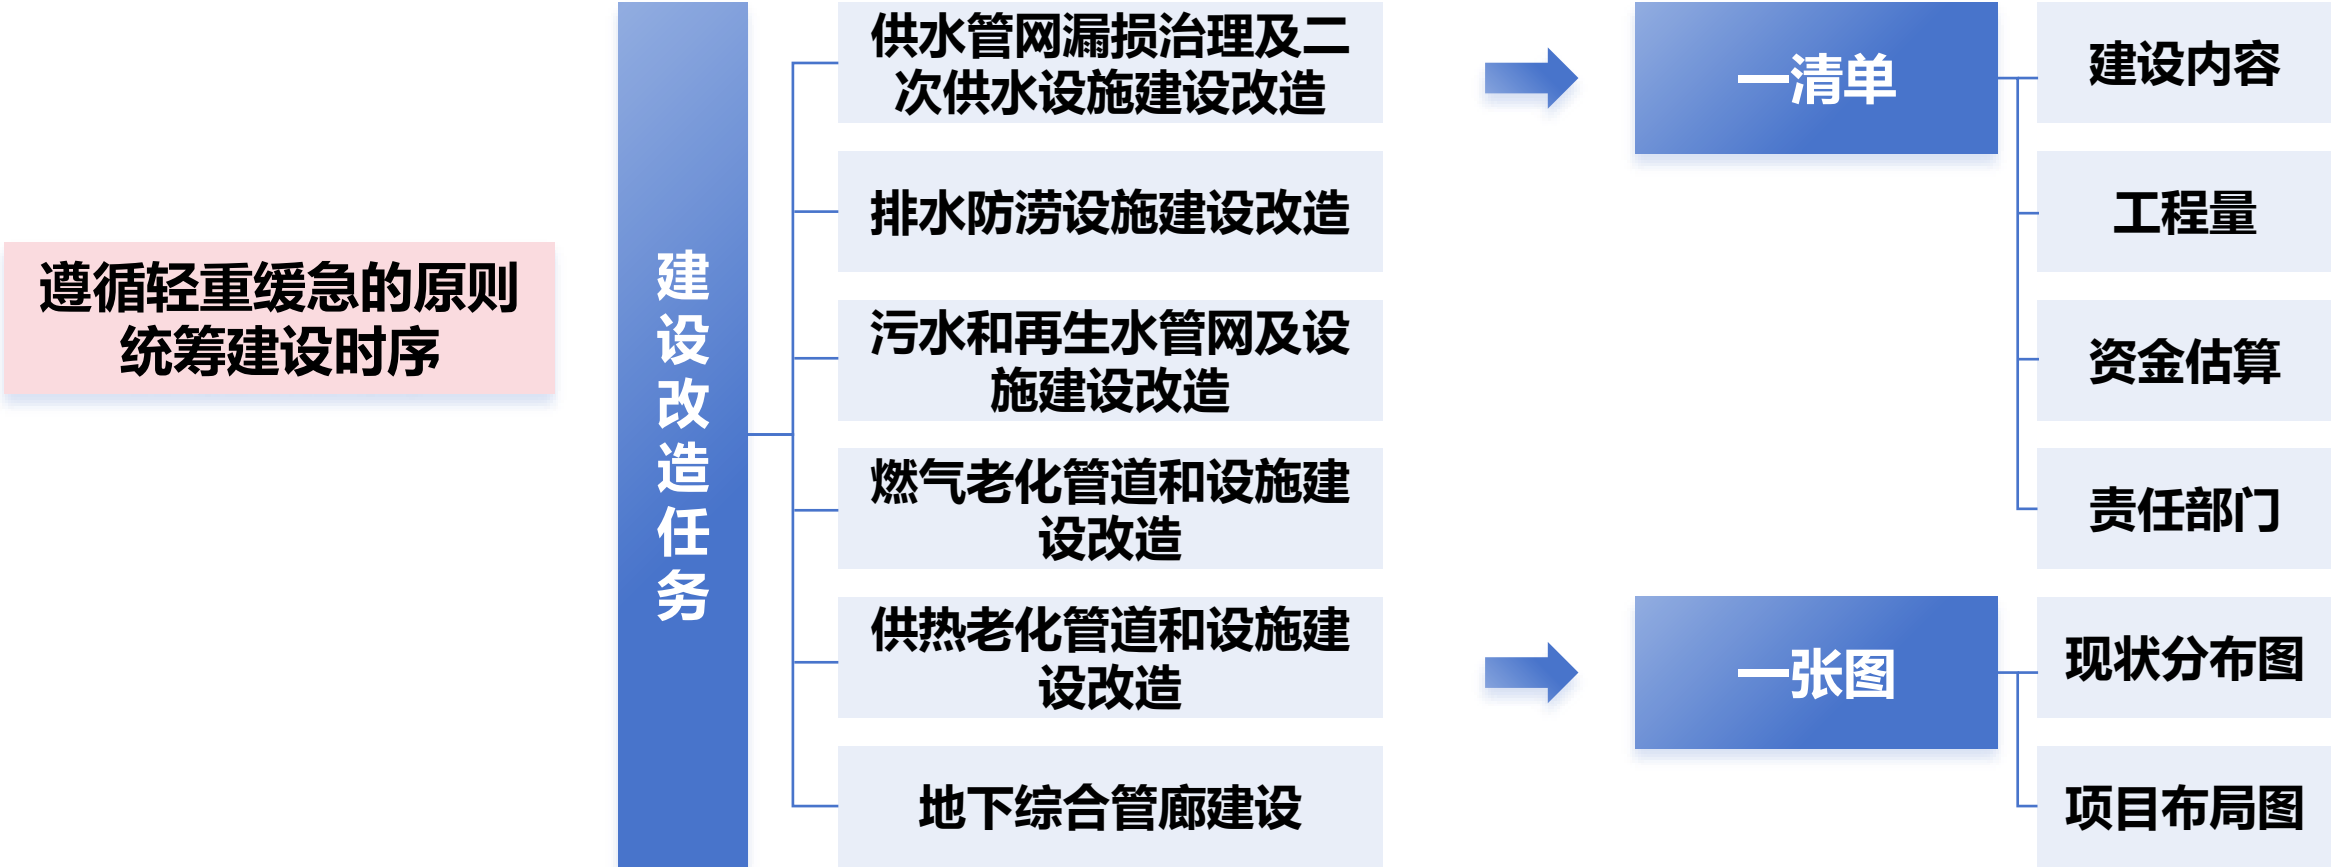 遵循轻重缓急的原则
统筹建设时序
建设改造任务
供水管网漏损治理及二
次供水设施建设改造
排水防涝设施建设改造
污水和再生水管网及设
施建设改造
燃气老化管道和设施建
设改造
供热老化管道和设施建
设改造
地下综合管廊建设
一清单
建设内容
工程量
资金估算
责任部门
一张图
现状分布图
项目布局图